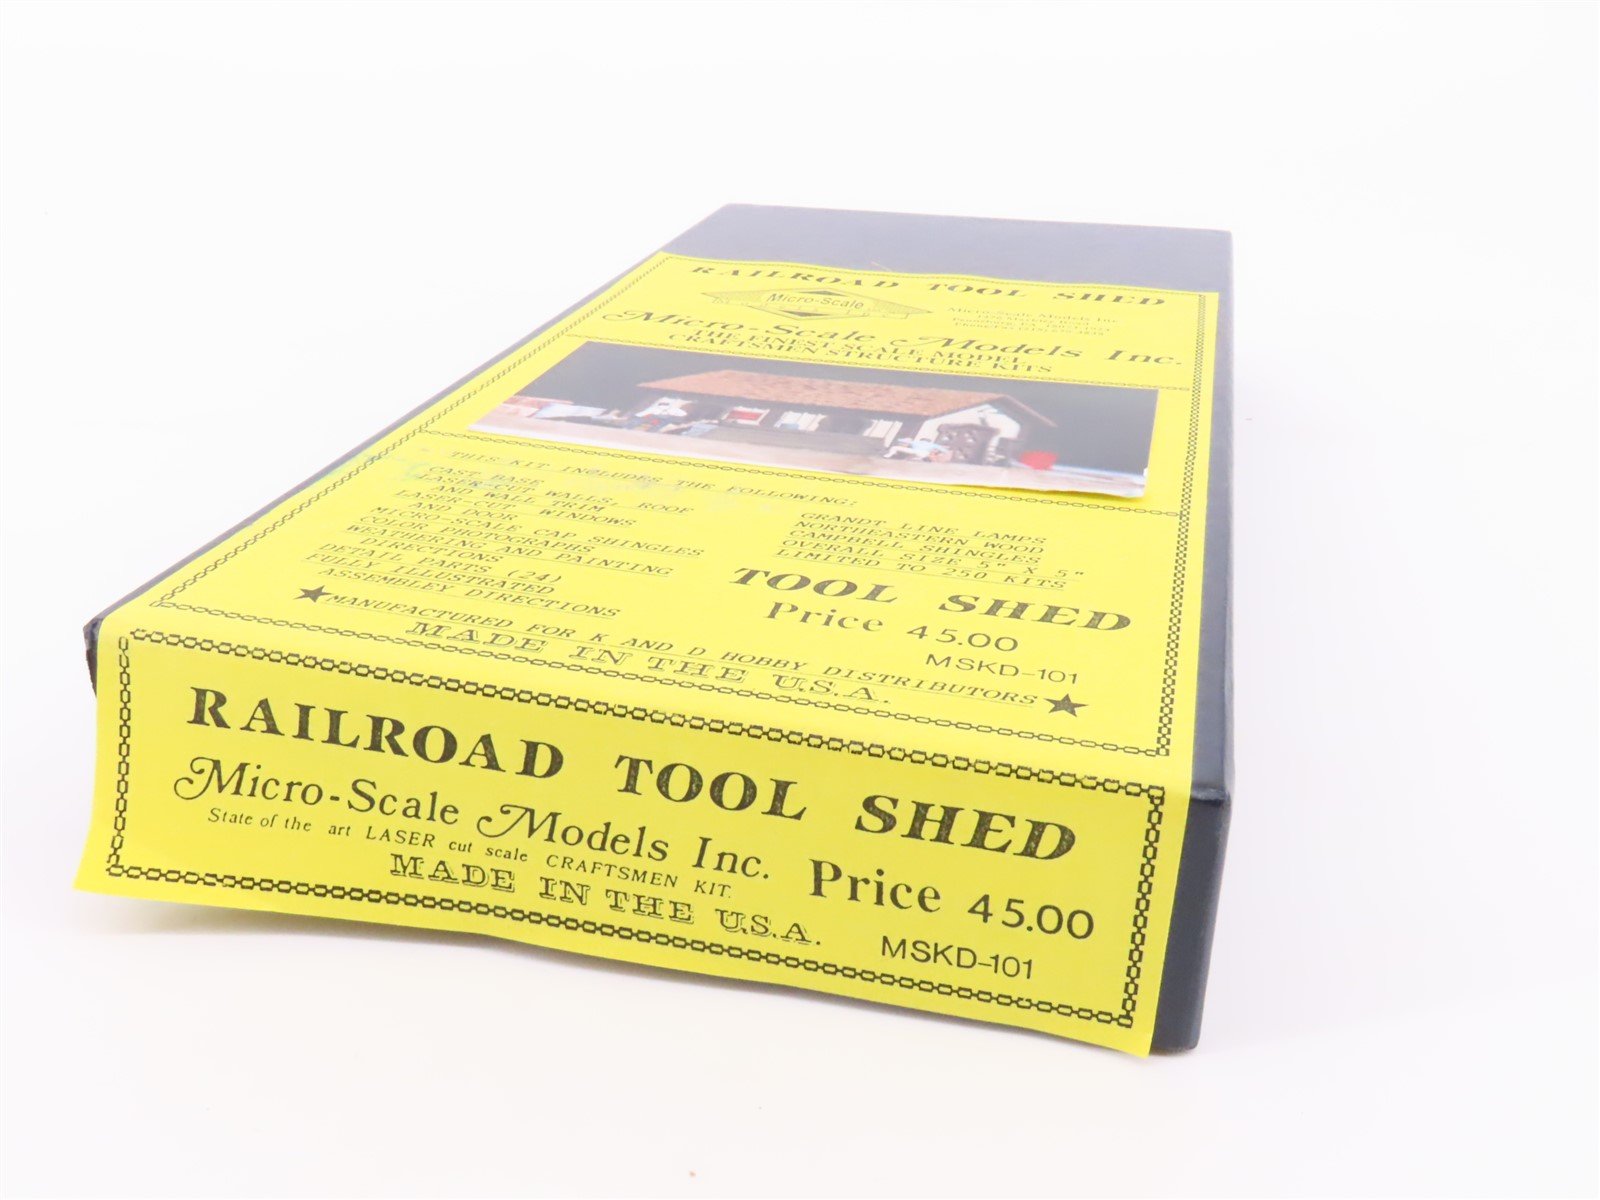 RAILROAD TOOL SHED
Micro-Scale
Micro-Scale Models Inc
Micro-Scale Models Inc.
THE FINEST SCALE MODEL
CRAFTSMEN STRUCTURE KITS
THIS KIT INCLUDES THE FOLLOWING:
CAST BASE
LASER-CUT WALLS, ROOF
AND WALL TRIM
LASER-CUT WINDOWS
AND DOOR
MICRO-SCALE CAP SHINGLES
COLOR PHOTOGRAPHS
WEATHERING AND PAINTING
DIRECTIONS
DETAIL PARTS (24)
FULLY ILLUSTRATED
ASSEMBLEY DIRECTIONS
GRANDT LINE LAMPS
NORTHEASTERN WOOD
CAMPBELL SHINGLES
OVERALL SIZE 5" X 5"
LIMITED TO 250 KITS
TOOL SHED
Price 45.00
MSKD-101
★MANUFACTURED FOR K AND D HOBBY DISTRIBUTORS★
MADE IN THE U.S.A.
RAILROAD TOOL SHED
Micro-Scale Models Inc.
State of the art LASER cut scale CRAFTSMEN KIT.
MADE IN THE U.S.A.
Price 45.00
MSKD-101